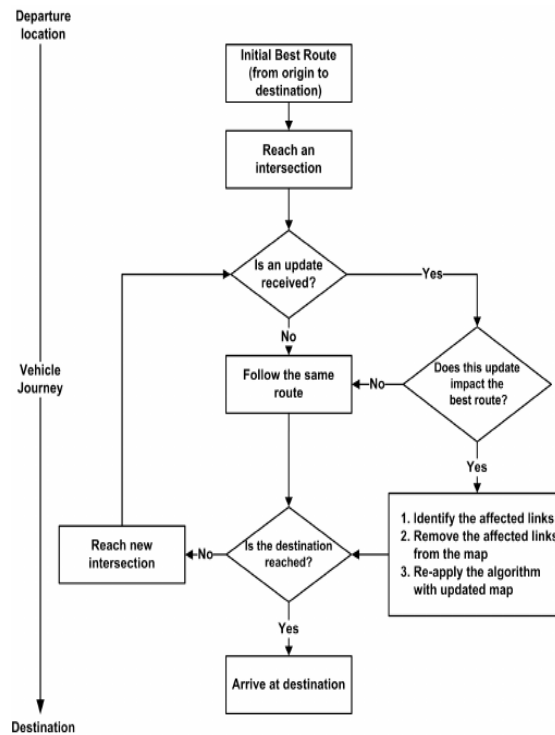 Departure
location
Initial Best Route
(from origin to
destination)
Reach an
intersection
Is an update
received?
Yes
No
Vehicle
Journey
Follow the same
route
No
Does this update
impact the
best route?
Yes
1. Identify the affected links
2. Remove the affected links
from the map
3. Re-apply the algorithm
with updated map
Reach new
intersection
No
Is the destination
reached?
Yes
Arrive at destination
Destination